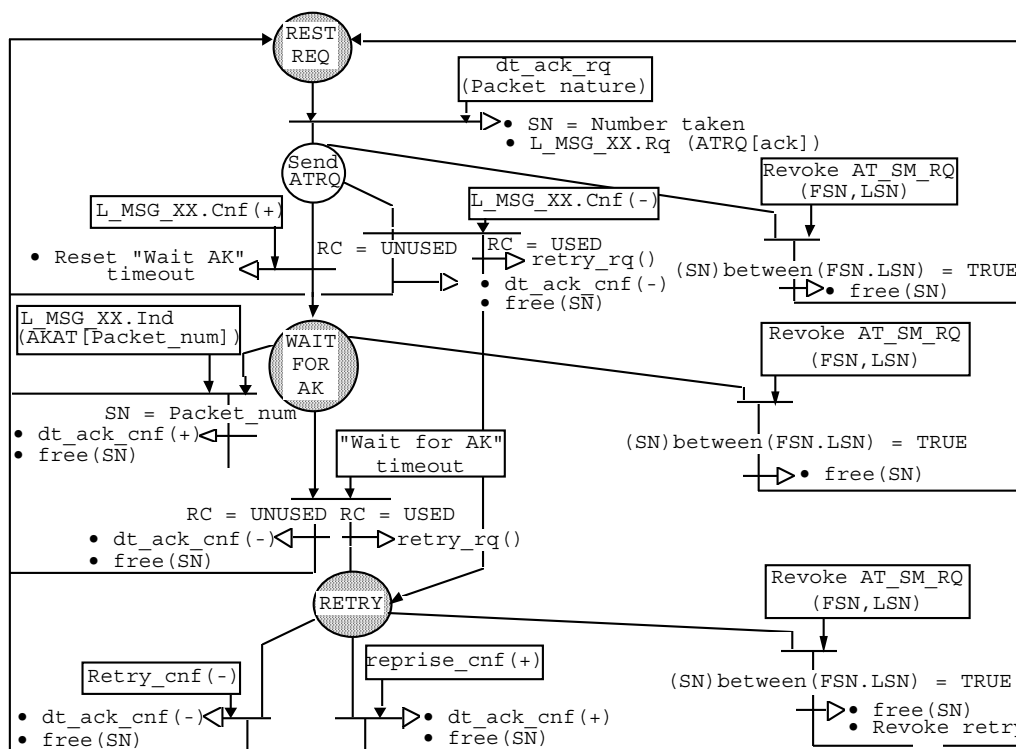 REST
REQ
dt_ack_rq
(Packet nature)
• SN = Number taken
• L_MSG_XX.Rq (ATRQ[ack])
Send
ATRQ
Revoke AT_SM_RQ
(FSN,LSN)
L_MSG_XX.Cnf(+)
L_MSG_XX.Cnf(-)
RC = UNUSED
RC = USED
• Reset "Wait AK"
timeout
retry_rq()
(SN)between(FSN.LSN) = TRUE
• dt_ack_cnf(-)
• free(SN)
• free(SN)
L_MSG_XX.Ind
(AKAT[Packet_num])
WAIT
FOR
AK
Revoke AT_SM_RQ
(FSN,LSN)
SN = Packet_num
• dt_ack_cnf(+)
• free(SN)
"Wait for AK"
timeout
(SN)between(FSN.LSN) = TRUE
• free(SN)
RC = UNUSED
RC = USED
• dt_ack_cnf(-)
• free(SN)
retry_rq()
RETRY
Revoke AT_SM_RQ
(FSN,LSN)
Retry_cnf(-)
reprise_cnf(+)
(SN)between(FSN.LSN) = TRUE
• dt_ack_cnf(-)
• free(SN)
• dt_ack_cnf(+)
• free(SN)
• free(SN)
• Revoke retry